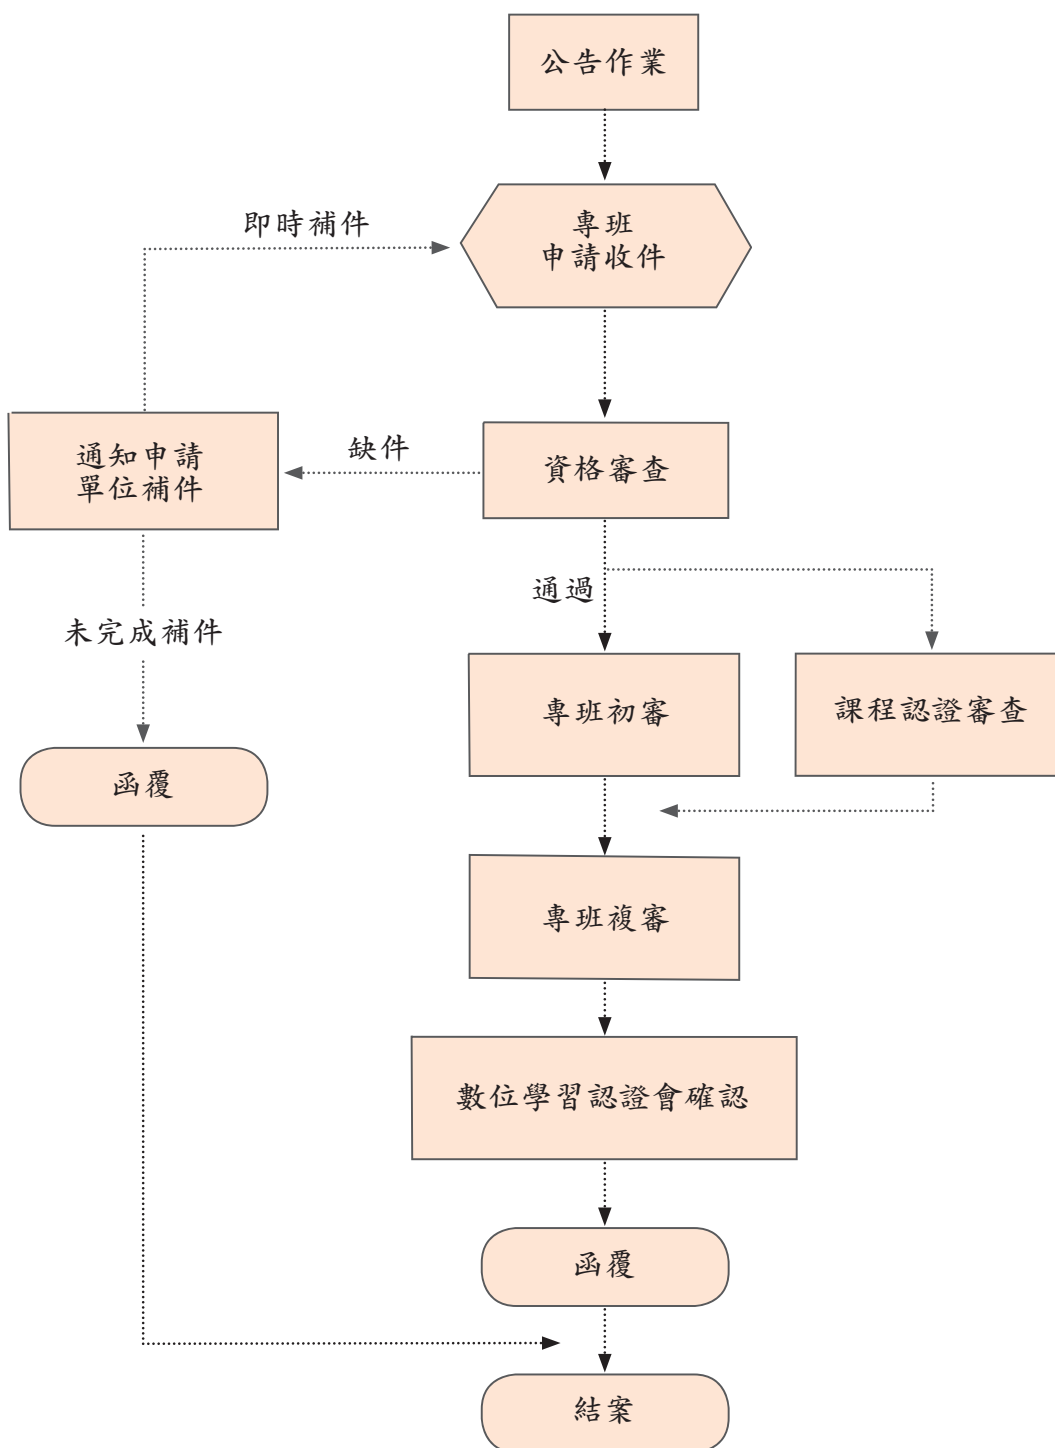 公告作業
即時補件
專班
申請收件
通知申請
單位補件
缺件
資格審查
通過
未完成補件
專班初審
課程認證審查
函覆
專班複審
數位學習認證會確認
函覆
結案